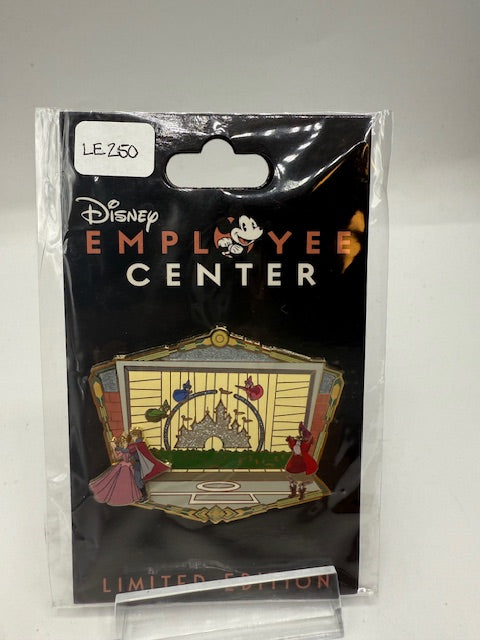 LE 250
Disney
EMPLOYEE
CENTER
LIMITED EDITION